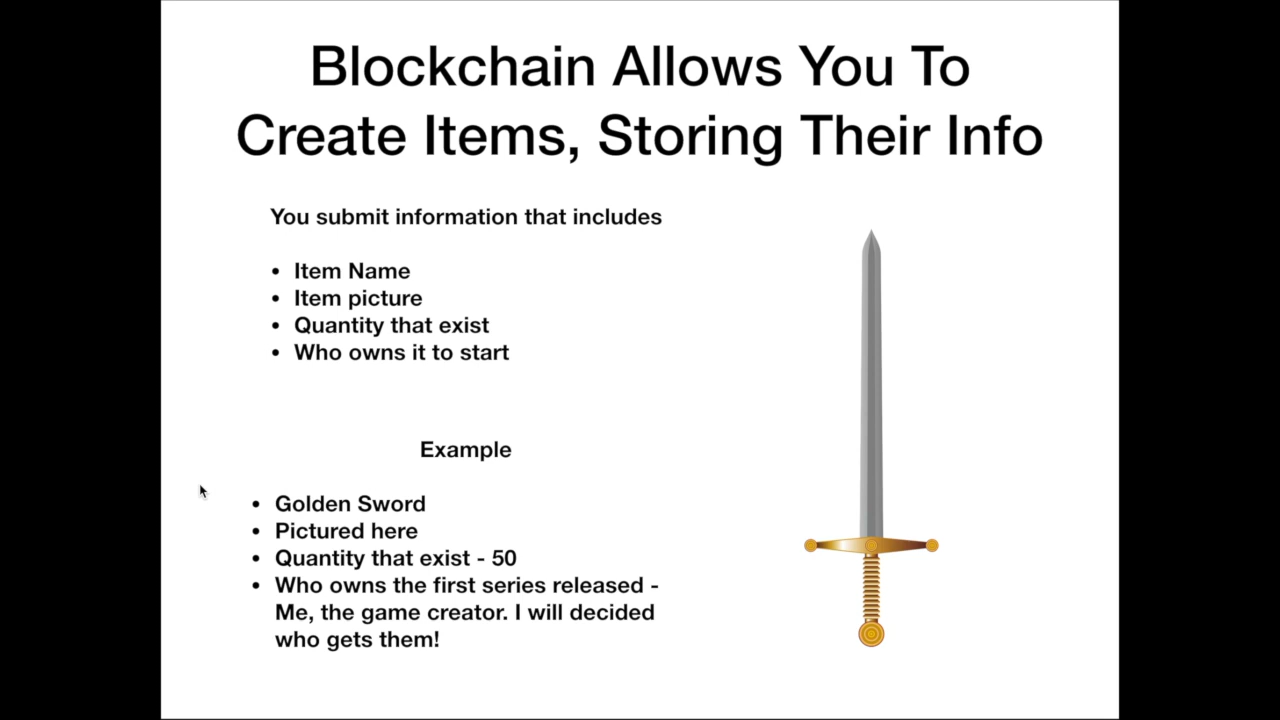 Blockchain Allows You To
Create Items, Storing Their Info
You submit information that includes
• Item Name
• Item picture
• Quantity that exist
• Who owns it to start
Example
• Golden Sword
• Pictured here
• Quantity that exist - 50
• Who owns the first series released -
Me, the game creator. I will decided
who gets them!